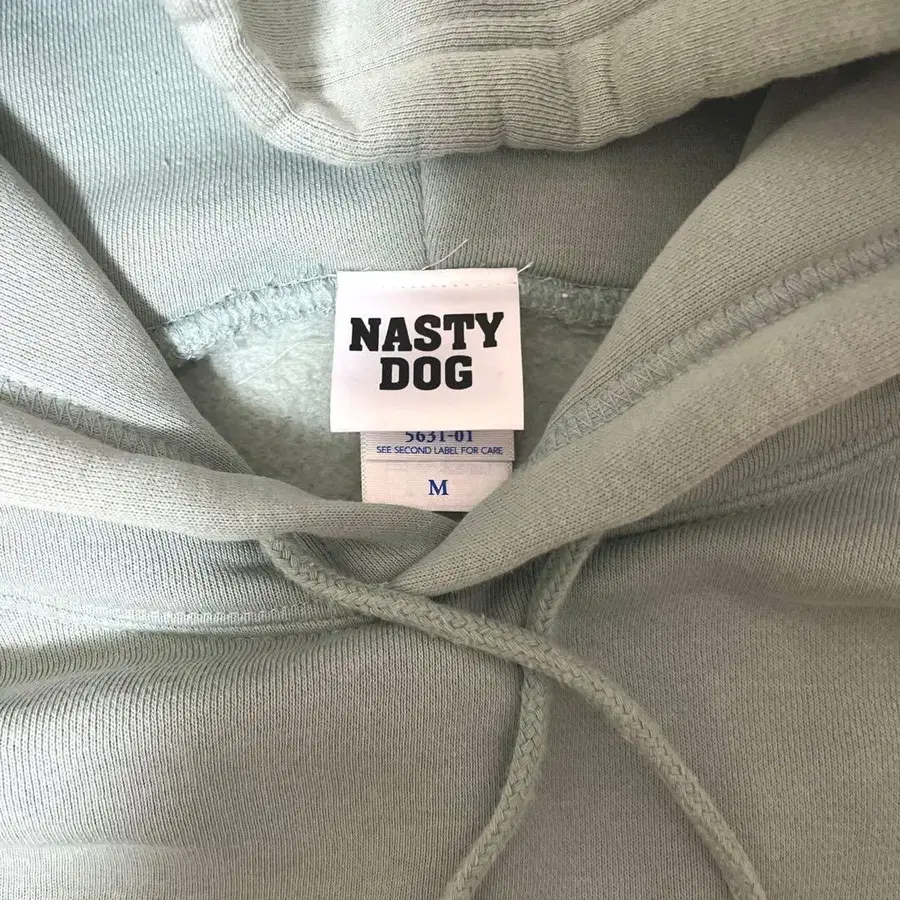 NASTY
DOG
5631-01
SEE SECOND LABEL FOR CARE
M